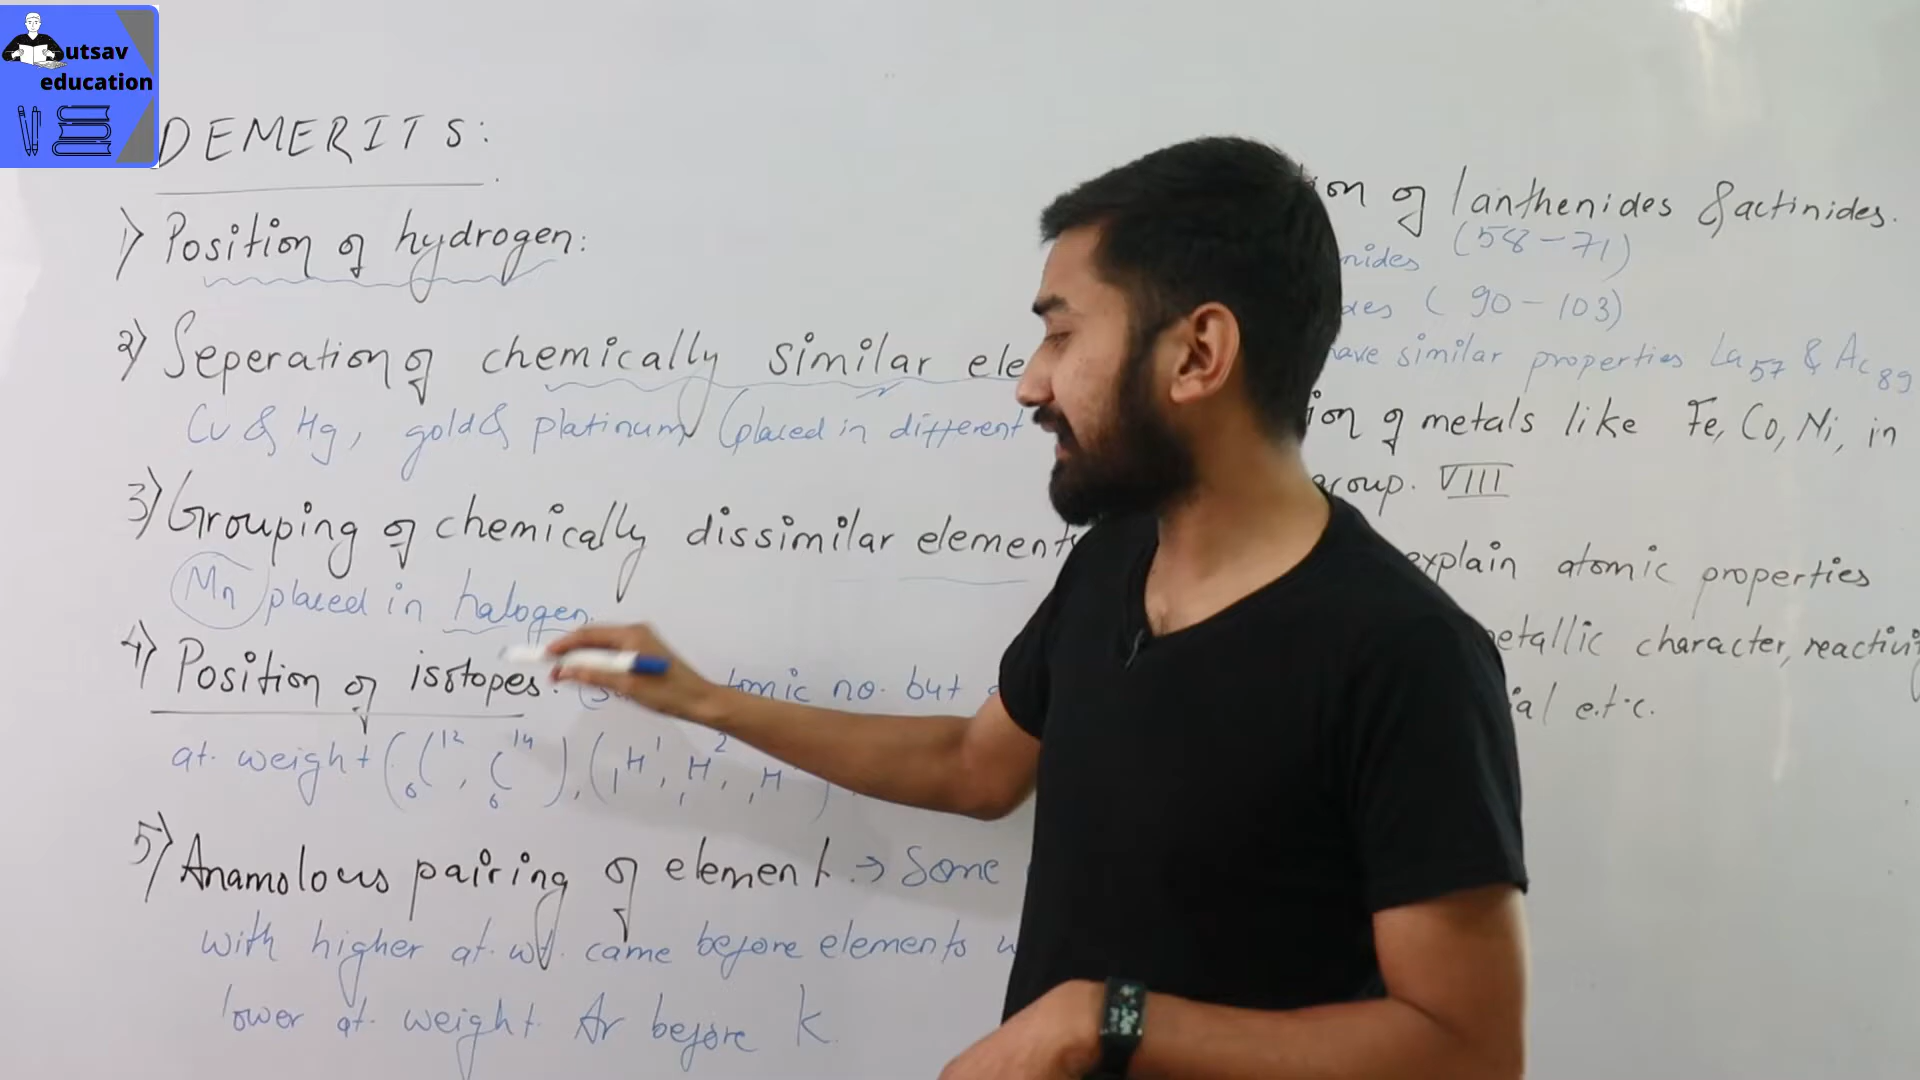 utsav
education
DEMERITS:
1) Position of hydrogen:
2) Seperation of chemically similar ele
Cu & Hg, gold & platinum (placed in different
3) Grouping of chemically dissimilar element
Mn placed in halogen.
4) Position of isotopes. no. but
at. weight (₆C¹², ₆C¹⁴), (₁H¹, ₁H², ₁H
5) Anamolous pairing of element. → Some
with higher at. wt. came before elements w
lower at. weight. Ar before K
ion of lanthenides & actinides.
nides (58-71)
des (90-103)
have similar properties La₅₇ & Ac₈₉
ion of metals like Fe, Co, Ni, in
group. VIII
explain atomic properties
etallic character, reactivi
ial e.t.c.